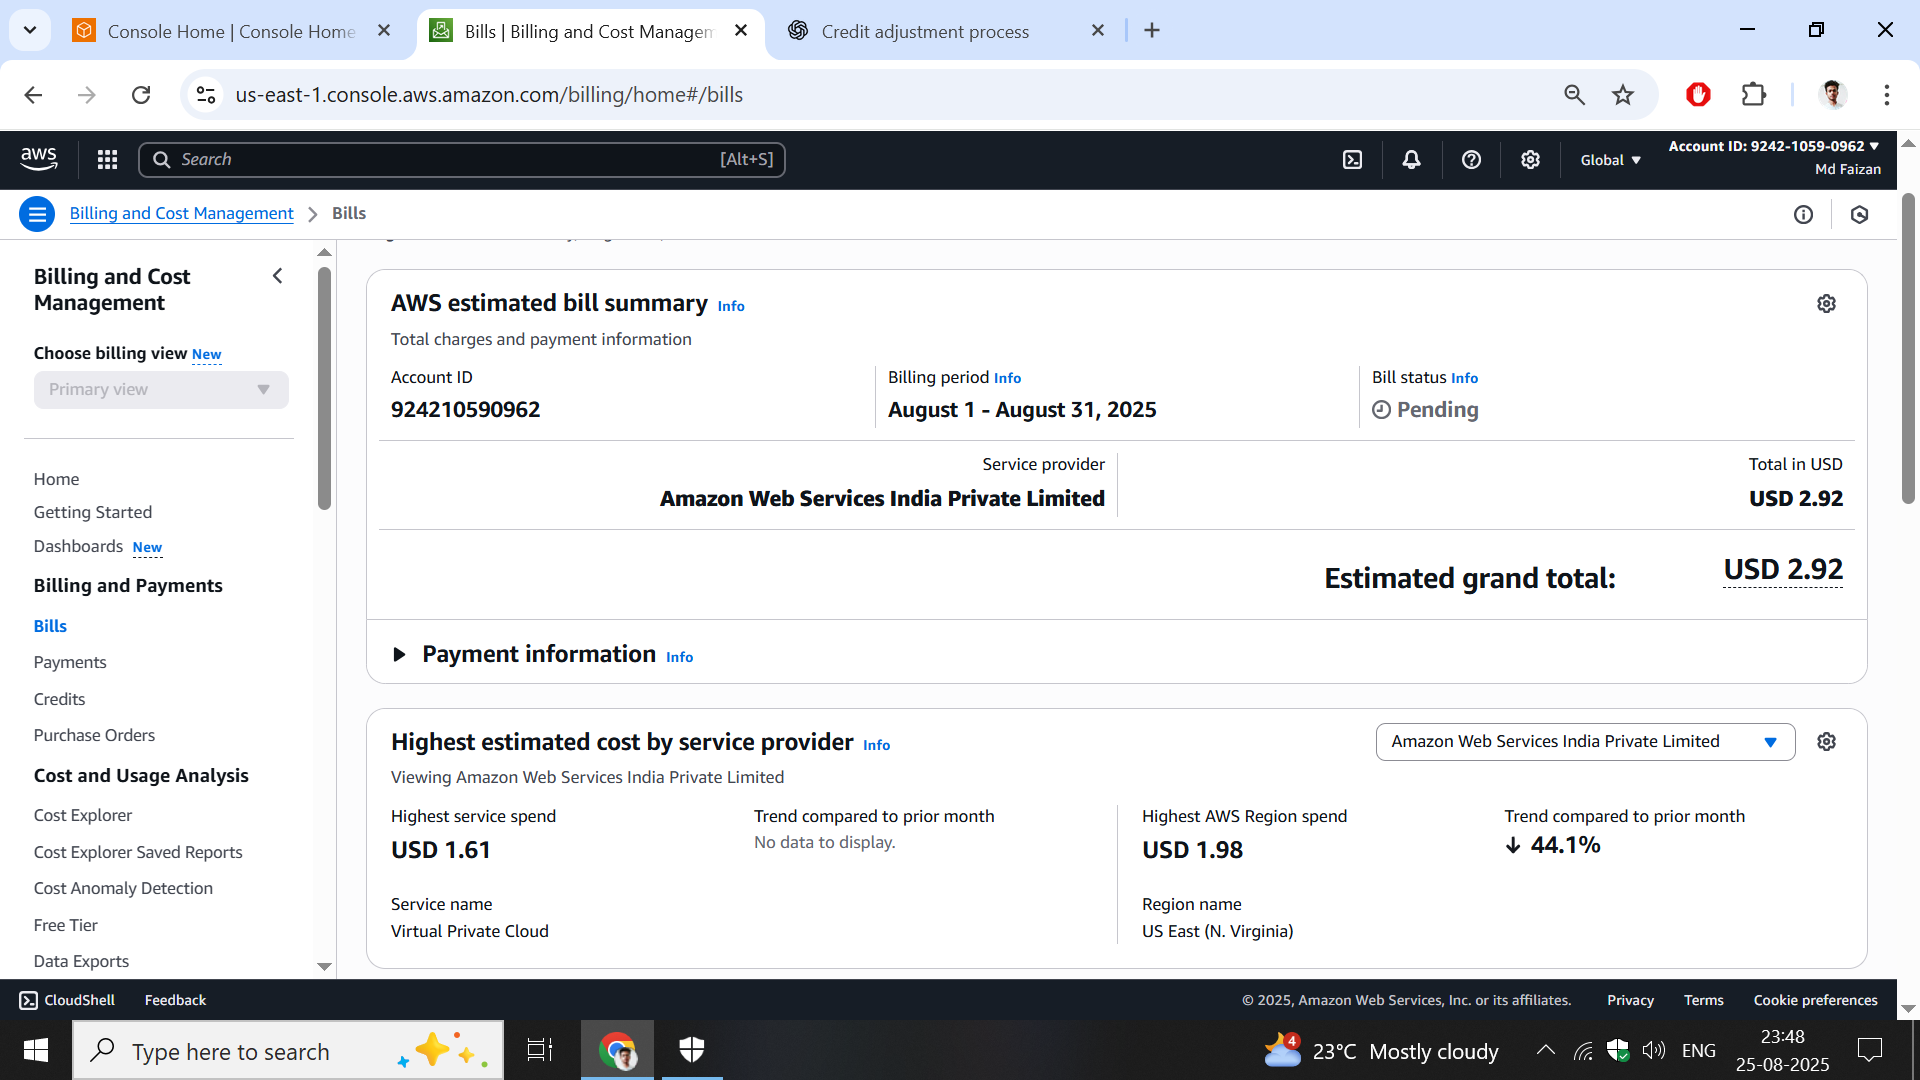 Console Home | Console Home
Bills | Billing and Cost Managem
Credit adjustment process
us-east-1.console.aws.amazon.com/billing/home#/bills
aws
Search
[Alt+S]
Global
Account ID: 9242-1059-0962
Md Faizan
Billing and Cost Management
Bills
Billing and Cost
Management
Choose billing view New
Primary view
Home
Getting Started
Dashboards New
Billing and Payments
Bills
Payments
Credits
Purchase Orders
Cost and Usage Analysis
Cost Explorer
Cost Explorer Saved Reports
Cost Anomaly Detection
Free Tier
Data Exports
AWS estimated bill summary Info
Total charges and payment information
Account ID
924210590962
Billing period Info
August 1 - August 31, 2025
Bill status Info
Pending
Service provider
Amazon Web Services India Private Limited
Total in USD
USD 2.92
Estimated grand total:
USD 2.92
Payment information Info
Highest estimated cost by service provider Info
Viewing Amazon Web Services India Private Limited
Amazon Web Services India Private Limited
Highest service spend
USD 1.61
Trend compared to prior month
No data to display.
Service name
Virtual Private Cloud
Highest AWS Region spend
USD 1.98
Trend compared to prior month
44.1%
Region name
US East (N. Virginia)
CloudShell
Feedback
© 2025, Amazon Web Services, Inc. or its affiliates.
Privacy
Terms
Cookie preferences
Type here to search
4
23°C Mostly cloudy
ENG
23:48
25-08-2025